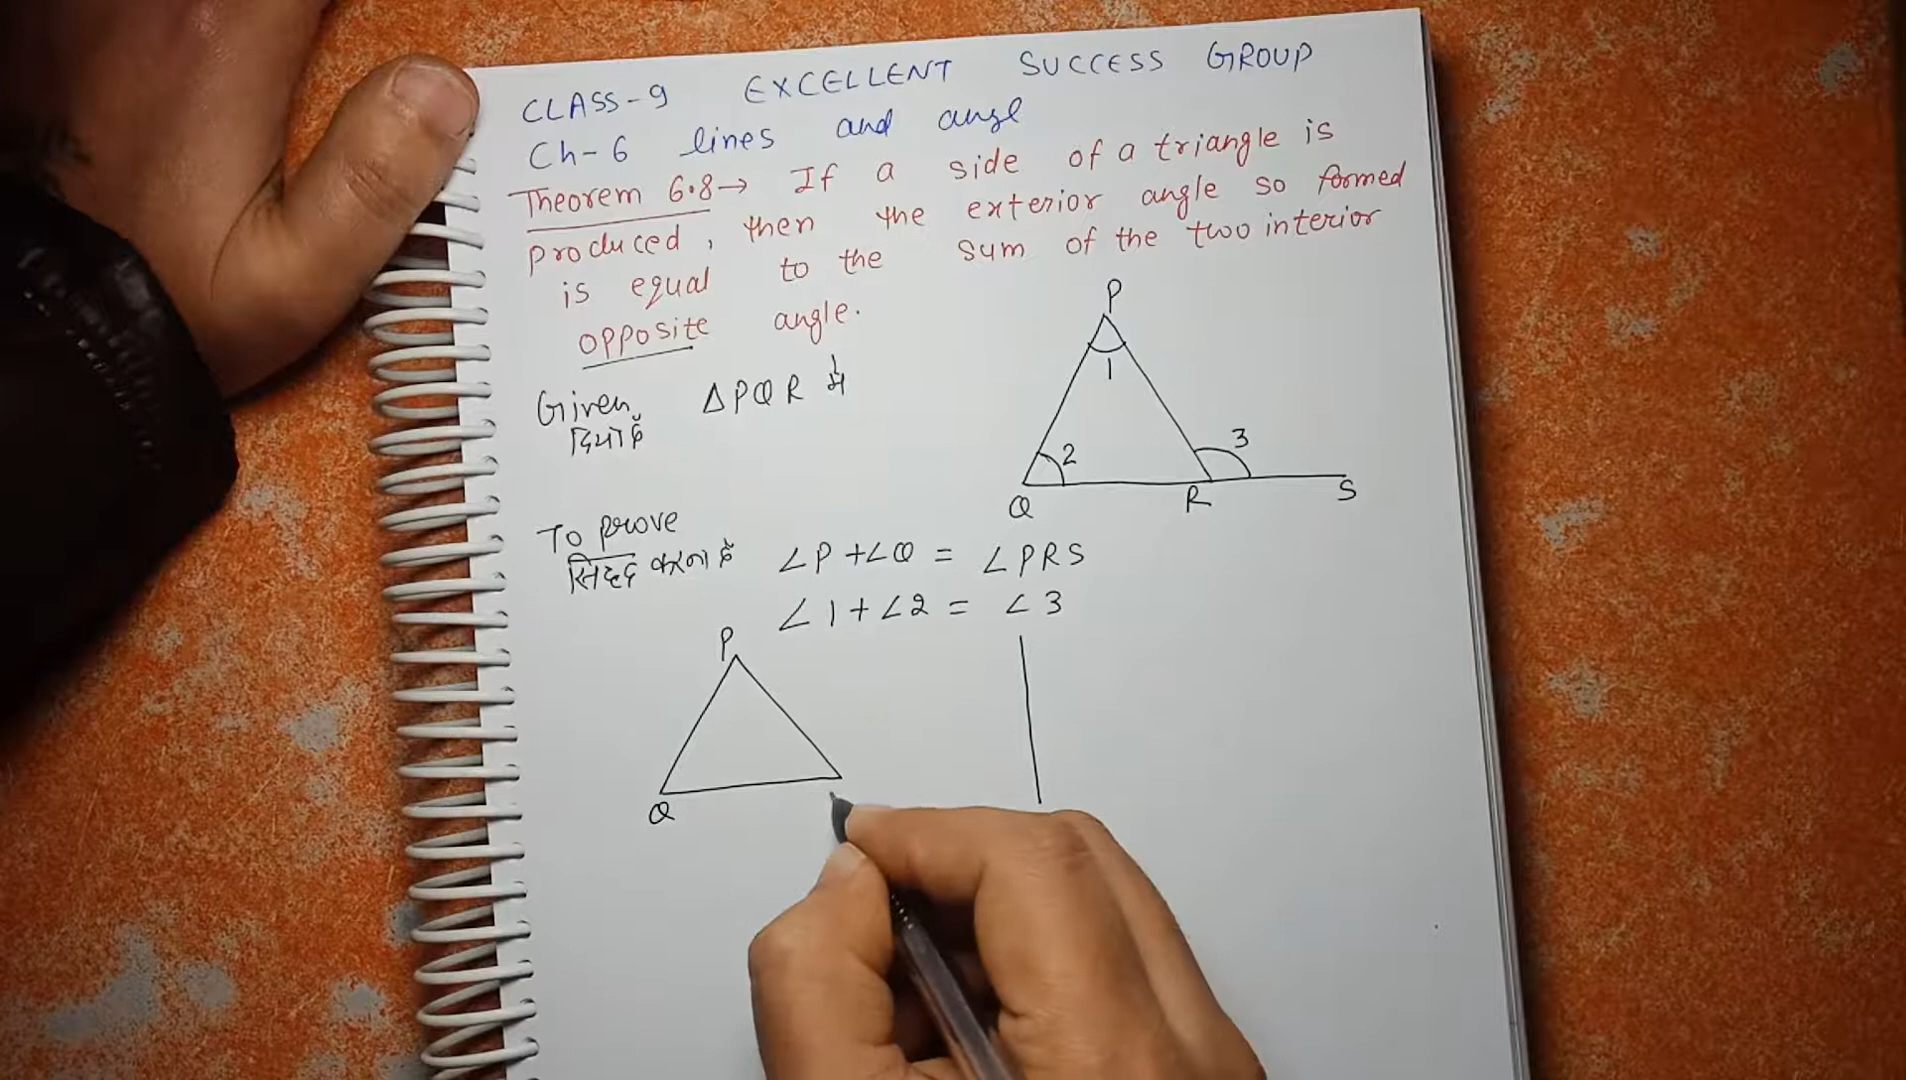 CLASS-9 EXCELLENT SUCCESS GROUP
Ch-6 lines and angl
Theorem 6.8→ If a side of a triangle is
produced, then the exterior angle so formed
is equal to the sum of the two interior
opposite angle.
P
1
2
3
Q
R
S
Given ΔPQR में
दिया है
To prove
सिद्ध करना है ∠P+∠Q = ∠PRS
∠1+∠2 = ∠3
P
Q